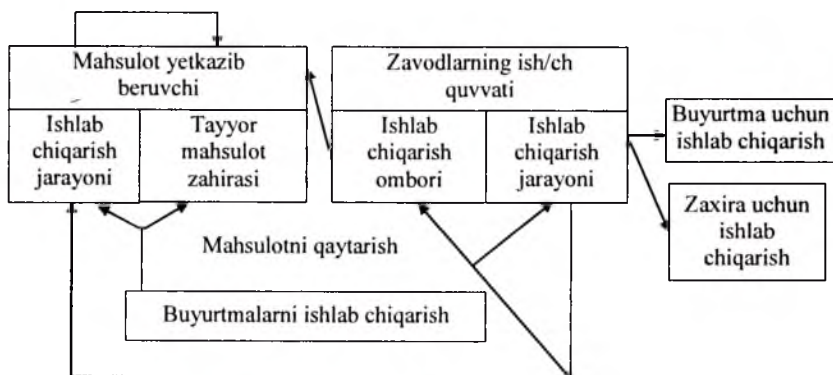 Mahsulot yetkazib
beruvchi
Zavodlarning ish/ch
quvvati
Ishlab
chiqarish
jarayoni
Tayyor
mahsulot
zahirasi
Ishlab
chiqarish
ombori
Ishlab
chiqarish
jarayoni
Buyurtma uchun
ishlab chiqarish
Zaxira uchun
ishlab
chiqarish
Mahsulotni qaytarish
Buyurtmalarni ishlab chiqarish